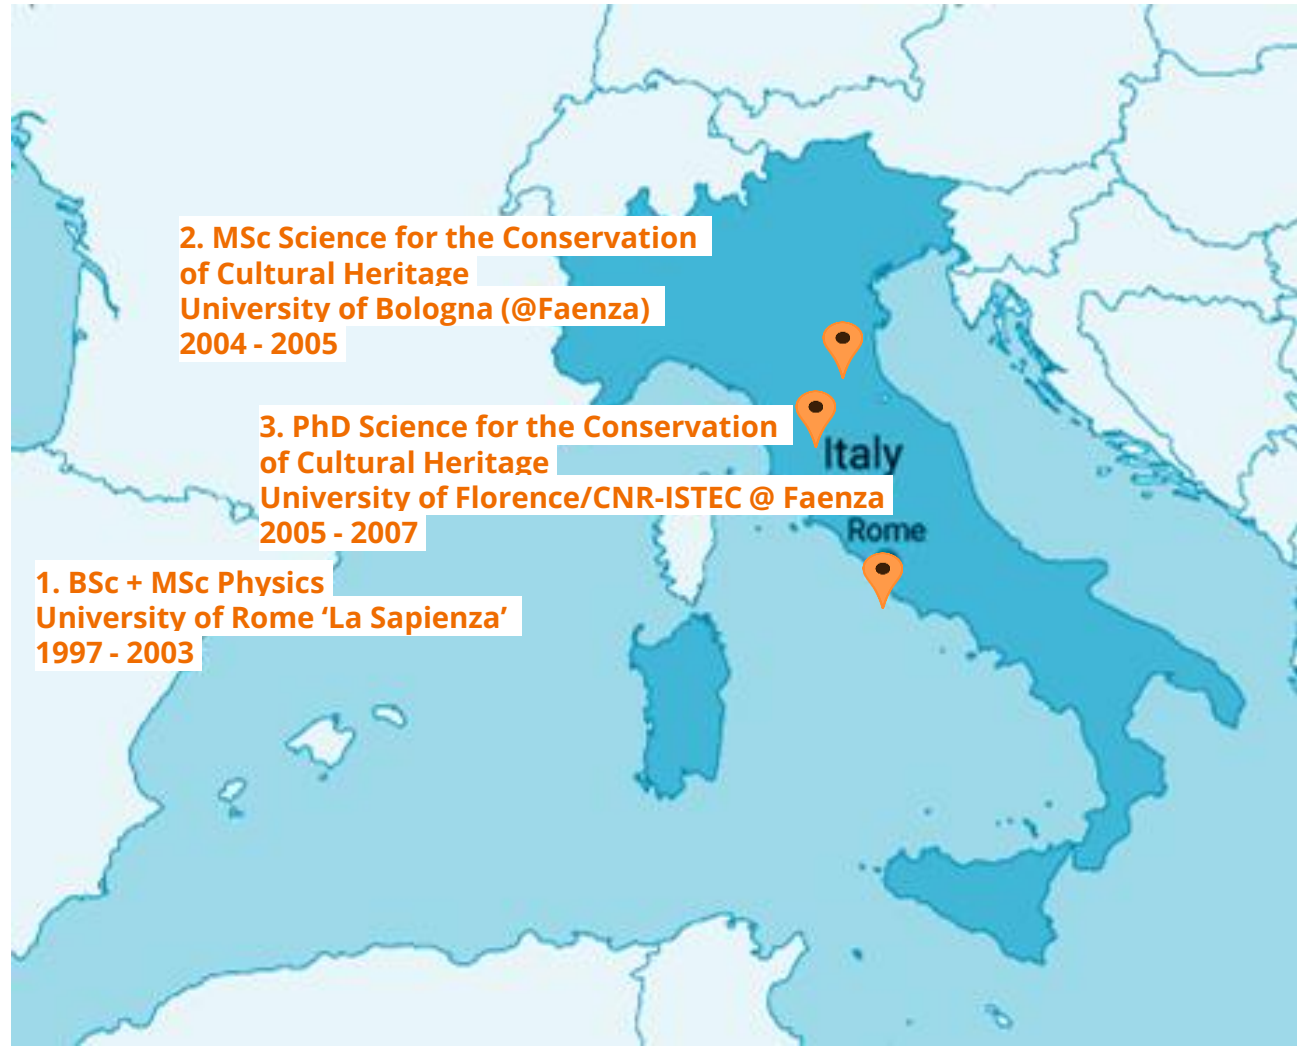 2. MSc Science for the Conservation
of Cultural Heritage
University of Bologna (@Faenza)
2004 - 2005
3. PhD Science for the Conservation
of Cultural Heritage
University of Florence/CNR-ISTEC @ Faenza
2005 - 2007
Italy
Rome
1. BSc + MSc Physics
University of Rome ‘La Sapienza’
1997 - 2003